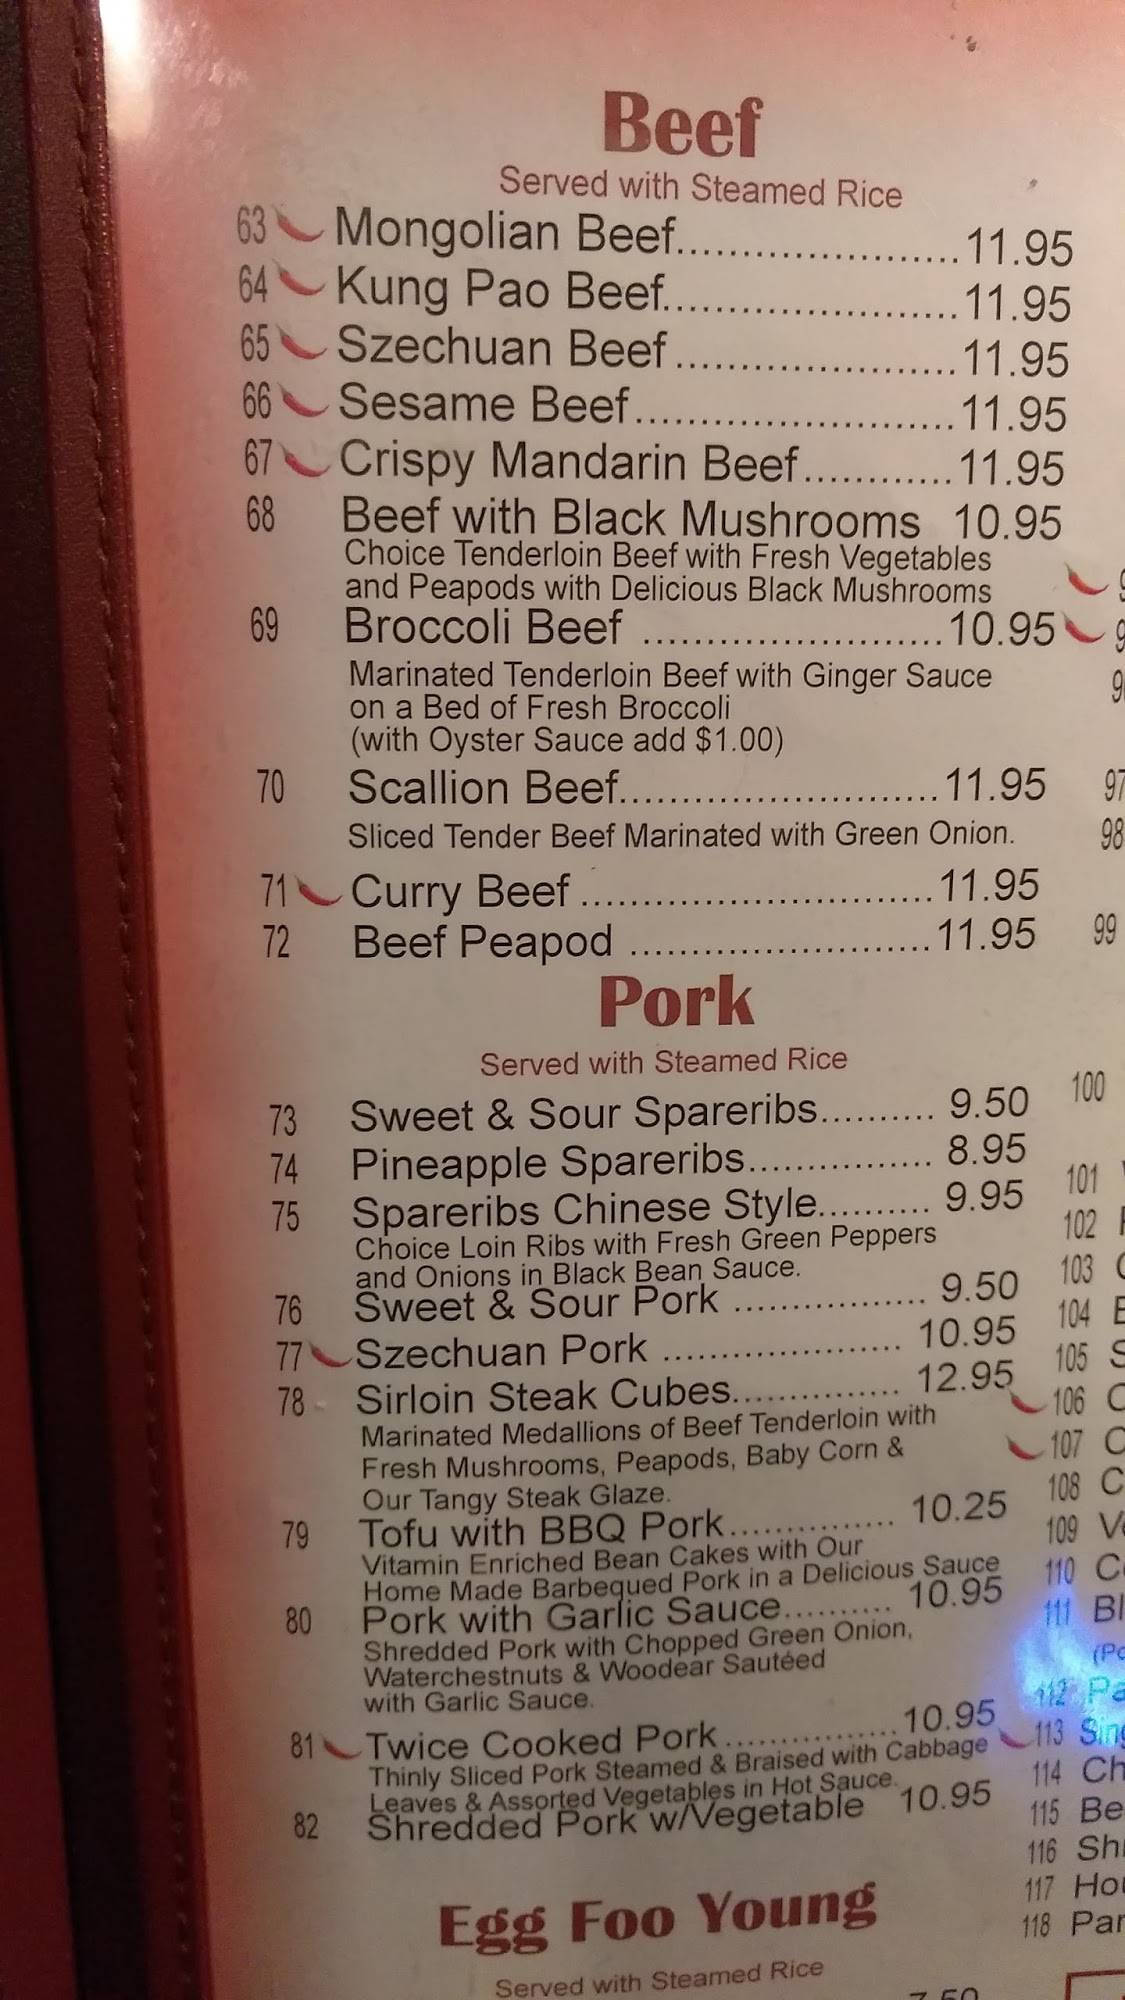 Beef
Served with Steamed Rice
63 Mongolian Beef......................11.95
64 Kung Pao Beef.......................11.95
65 Szechuan Beef......................11.95
66 Sesame Beef.........................11.95
67 Crispy Mandarin Beef............11.95
68 Beef with Black Mushrooms 10.95
Choice Tenderloin Beef with Fresh Vegetables
and Peapods with Delicious Black Mushrooms
69 Broccoli Beef .......................10.95
Marinated Tenderloin Beef with Ginger Sauce
on a Bed of Fresh Broccoli
(with Oyster Sauce add $1.00)
70 Scallion Beef.........................11.95
Sliced Tender Beef Marinated with Green Onion.
71 Curry Beef ............................11.95
72 Beef Peapod ........................11.95
Pork
Served with Steamed Rice
73 Sweet & Sour Spareribs.......... 9.50
74 Pineapple Spareribs................ 8.95
75 Spareribs Chinese Style.......... 9.95
Choice Loin Ribs with Fresh Green Peppers
and Onions in Black Bean Sauce.
76 Sweet & Sour Pork ................. 9.50
77 Szechuan Pork ..................... 10.95
78 Sirloin Steak Cubes............... 12.95
Marinated Medallions of Beef Tenderloin with
Fresh Mushrooms, Peapods, Baby Corn &
Our Tangy Steak Glaze.
79 Tofu with BBQ Pork............... 10.25
Vitamin Enriched Bean Cakes with Our
Home Made Barbequed Pork in a Delicious Sauce
80 Pork with Garlic Sauce.......... 10.95
Shredded Pork with Chopped Green Onion,
Waterchestnuts & Woodear Sautéed
with Garlic Sauce.
81 Twice Cooked Pork ...............10.95
Thinly Sliced Pork Steamed & Braised with Cabbage
Leaves & Assorted Vegetables in Hot Sauce.
82 Shredded Pork w/Vegetable 10.95
Egg Foo Young
Served with Steamed Rice
7.50
97
98
99
100
101
102
103
104
105
106
107
108
109
110
111
112
113
114
115
116
117
118